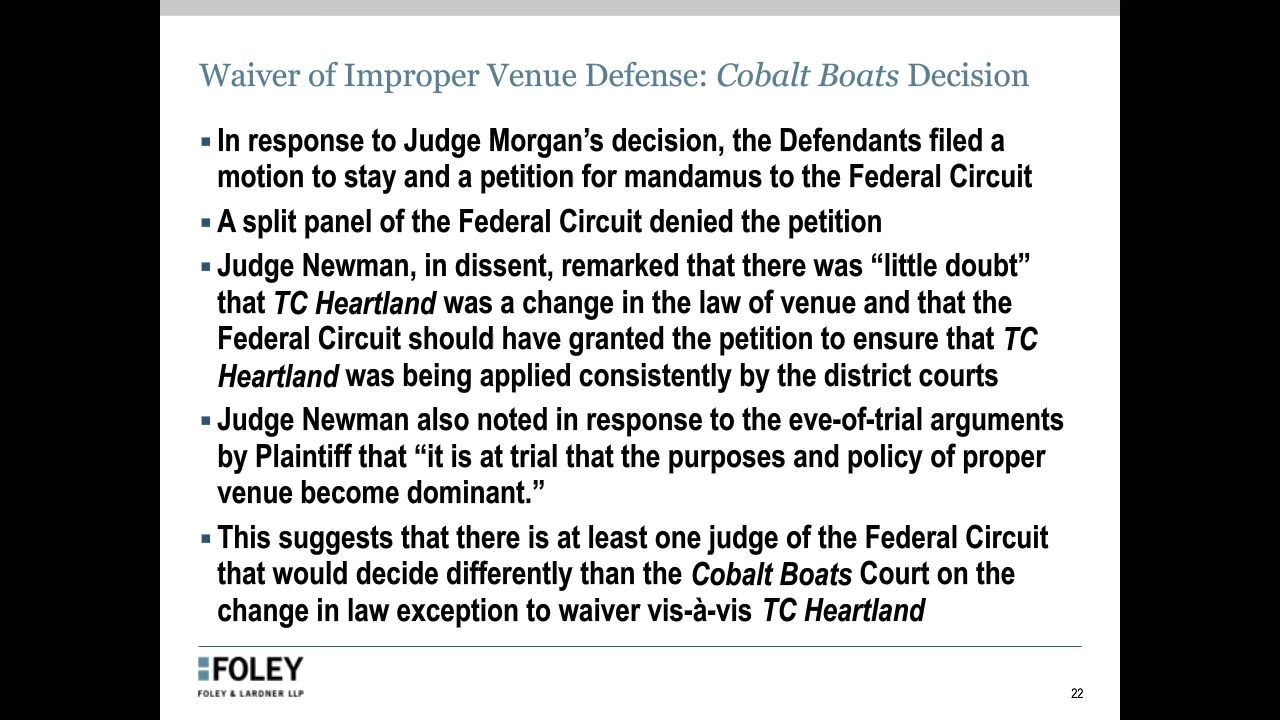 Waiver of Improper Venue Defense: Cobalt Boats Decision
▪ In response to Judge Morgan’s decision, the Defendants filed a
motion to stay and a petition for mandamus to the Federal Circuit
▪ A split panel of the Federal Circuit denied the petition
▪ Judge Newman, in dissent, remarked that there was “little doubt”
that TC Heartland was a change in the law of venue and that the
Federal Circuit should have granted the petition to ensure that TC
Heartland was being applied consistently by the district courts
▪ Judge Newman also noted in response to the eve-of-trial arguments
by Plaintiff that “it is at trial that the purposes and policy of proper
venue become dominant.”
▪ This suggests that there is at least one judge of the Federal Circuit
that would decide differently than the Cobalt Boats Court on the
change in law exception to waiver vis-à-vis TC Heartland
FOLEY
FOLEY & LARDNER LLP
22